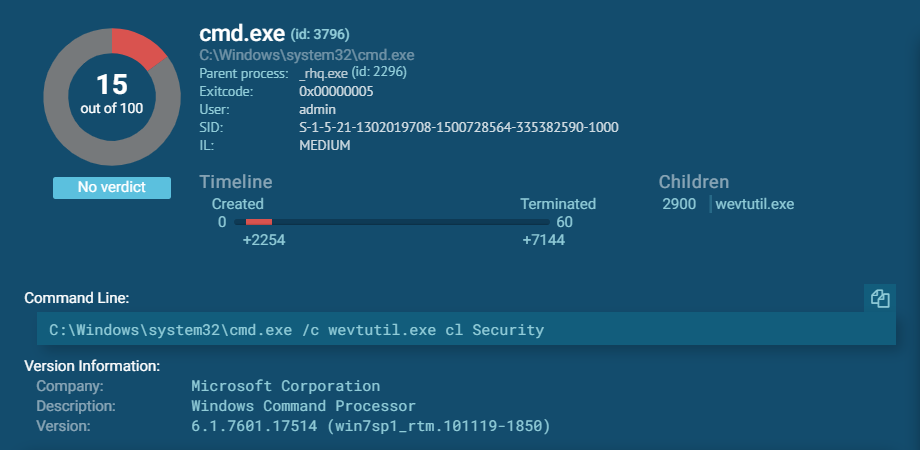 15
out of 100
No verdict
cmd.exe (id: 3796)
C:\Windows\system32\cmd.exe
Parent process: _rhq.exe (id: 2296)
Exitcode: 0x00000005
User: admin
SID: S-1-5-21-1302019708-1500728564-335382590-1000
IL: MEDIUM
Timeline
Created Terminated
0 60
+2254 +7144
Children
2900 wevtutil.exe
Command Line:
C:\Windows\system32\cmd.exe /c wevtutil.exe cl Security
Version Information:
Company: Microsoft Corporation
Description: Windows Command Processor
Version: 6.1.7601.17514 (win7sp1_rtm.101119-1850)